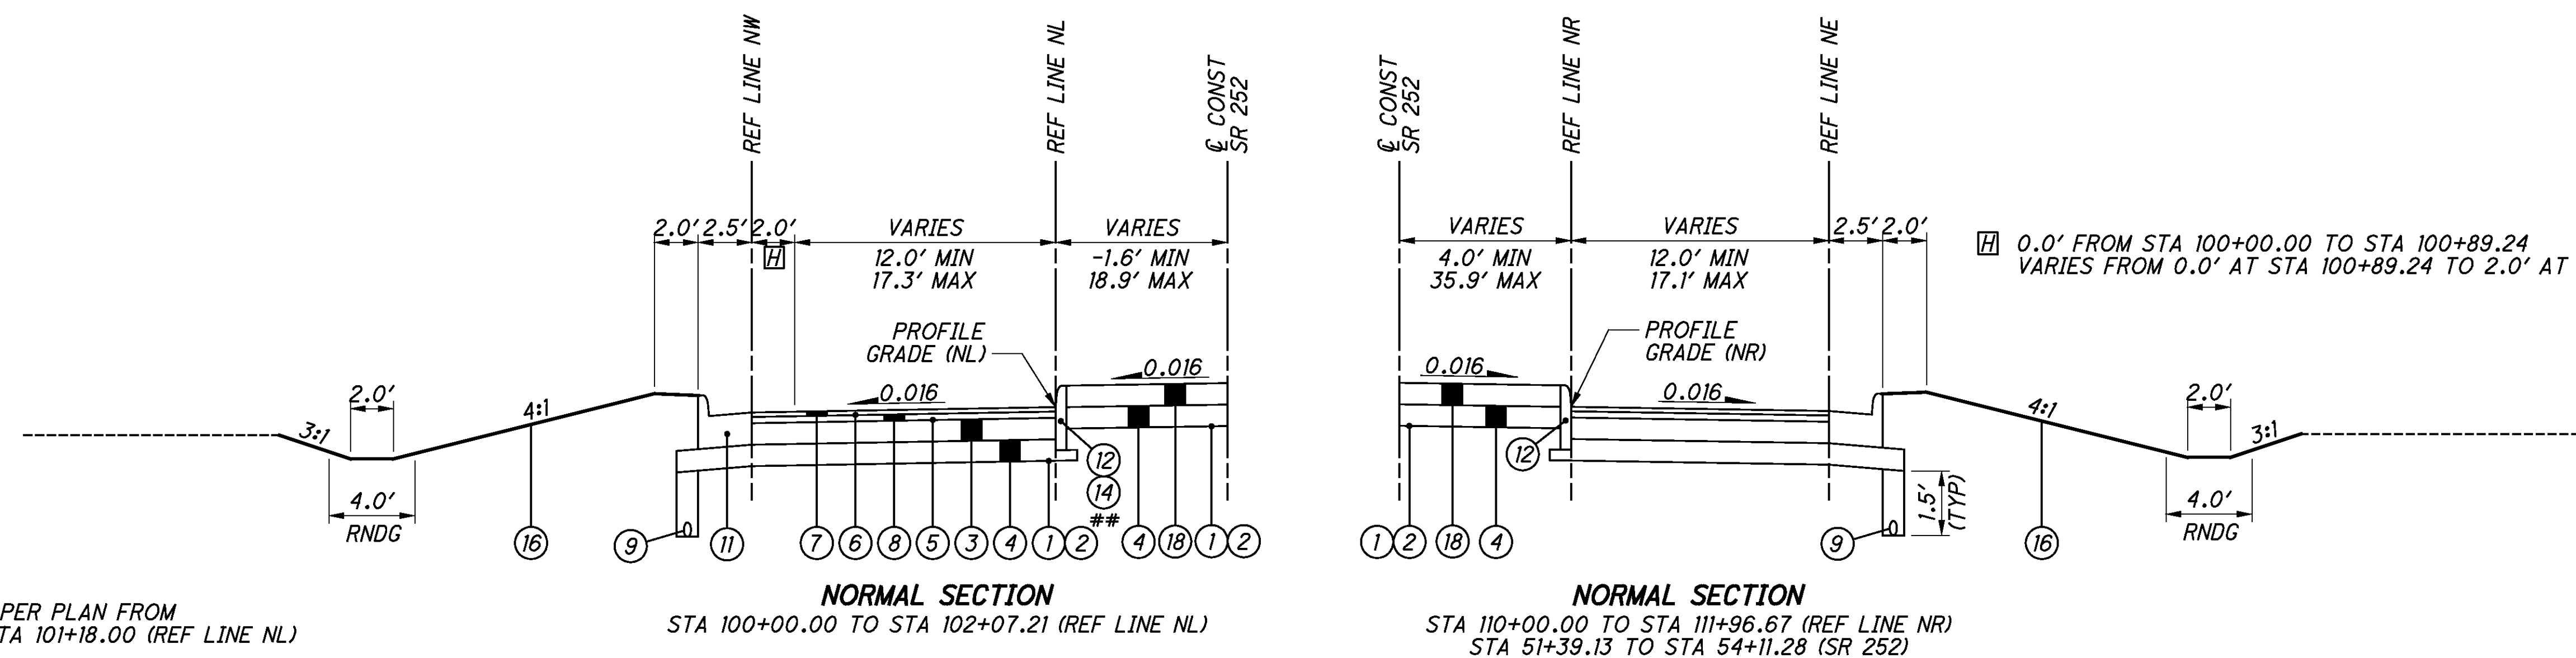 REF LINE NW
REF LINE NL
℄ CONST
SR 252
℄ CONST
SR 252
REF LINE NR
REF LINE NE
2.0' 2.5' 2.0' VARIES VARIES
H 12.0' MIN -1.6' MIN
17.3' MAX 18.9' MAX
VARIES VARIES 2.5' 2.0'
4.0' MIN 12.0' MIN
35.9' MAX 17.1' MAX
H 0.0' FROM STA 100+00.00 TO STA 100+89.24
VARIES FROM 0.0' AT STA 100+89.24 TO 2.0' AT
PROFILE
GRADE (NL)
PROFILE
GRADE (NR)
0.016
0.016
0.016
0.016
2.0'
3:1
4:1
4.0'
RNDG
4:1
2.0'
3:1
4.0'
RNDG
1.5'
(TYP)
12
14
##
12
16 9 11 7 6 8 5 3 4 1 2 4 18 1 2
1 2 18 4 9 16
NORMAL SECTION
STA 100+00.00 TO STA 102+07.21 (REF LINE NL)
NORMAL SECTION
STA 110+00.00 TO STA 111+96.67 (REF LINE NR)
STA 51+39.13 TO STA 54+11.28 (SR 252)
PER PLAN FROM
TA 101+18.00 (REF LINE NL)